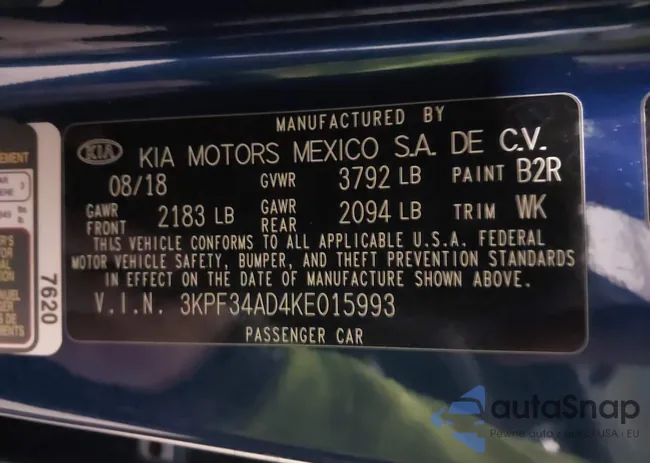 MANUFACTURED BY
KIA KIA MOTORS MEXICO S.A. DE C.V.
08/18 GVWR 3792 LB PAINT B2R
GAWR FRONT 2183 LB GAWR REAR 2094 LB TRIM WK
THIS VEHICLE CONFORMS TO ALL APPLICABLE U.S.A. FEDERAL
MOTOR VEHICLE SAFETY, BUMPER, AND THEFT PREVENTION STANDARDS
IN EFFECT ON THE DATE OF MANUFACTURE SHOWN ABOVE.
V.I.N. 3KPF34AD4KE015993
PASSENGER CAR
7620
autoSnap